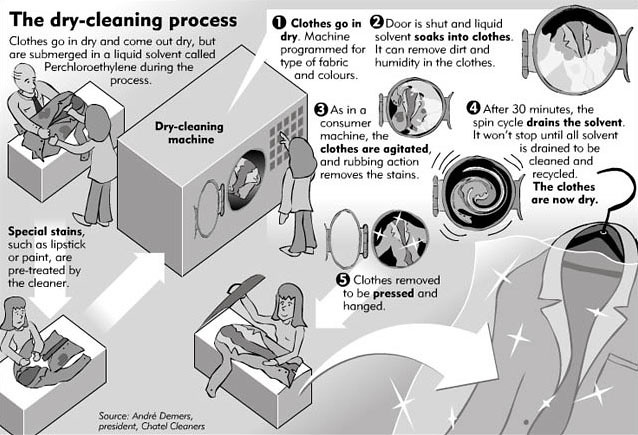 The dry-cleaning process
Clothes go in dry and come out dry, but
are submerged in a liquid solvent called
Perchloroethylene during the
process.
Dry-cleaning
machine
Special stains,
such as lipstick
or paint, are
pre-treated by
the cleaner.
1 Clothes go in
dry. Machine
programmed for
type of fabric
and colours.
2 Door is shut and liquid
solvent soaks into clothes.
It can remove dirt and
humidity in the clothes.
3 As in a
consumer
machine, the
clothes are agitated,
and rubbing action
removes the stains.
4 After 30 minutes, the
spin cycle drains the solvent.
It won't stop until all solvent
is drained to be
cleaned and
recycled.
The clothes
are now dry.
5 Clothes removed
to be pressed and
hanged.
Source: André Demers,
president, Chatel Cleaners